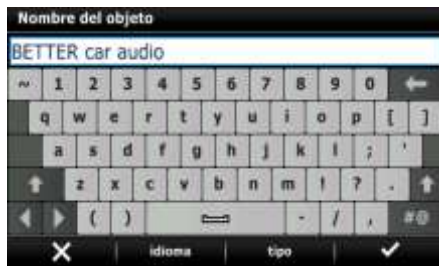 Nombre del objeto
BETTER car audio
~ 1 2 3 4 5 6 7 8 9 0
q w e r t y u i o p [ ]
a s d f g h j k l ; '
z x c v b n m ! ? .
( ) - / , #@
idioma tipo